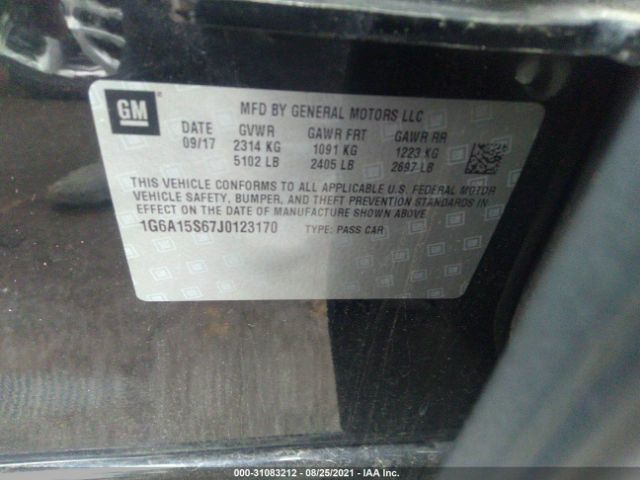 GM
MFD BY GENERAL MOTORS LLC
DATE GVWR GAWR FRT GAWR RR
09/17 2314 KG 1091 KG 1223 KG
5102 LB 2405 LB 2697 LB
THIS VEHICLE CONFORMS TO ALL APPLICABLE U.S. FEDERAL MOTOR
VEHICLE SAFETY, BUMPER, AND THEFT PREVENTION STANDARDS IN
EFFECT ON THE DATE OF MANUFACTURE SHOWN ABOVE
1G6A15S67J0123170 TYPE: PASS CAR
000-31083212 - 08/25/2021 - IAA Inc.